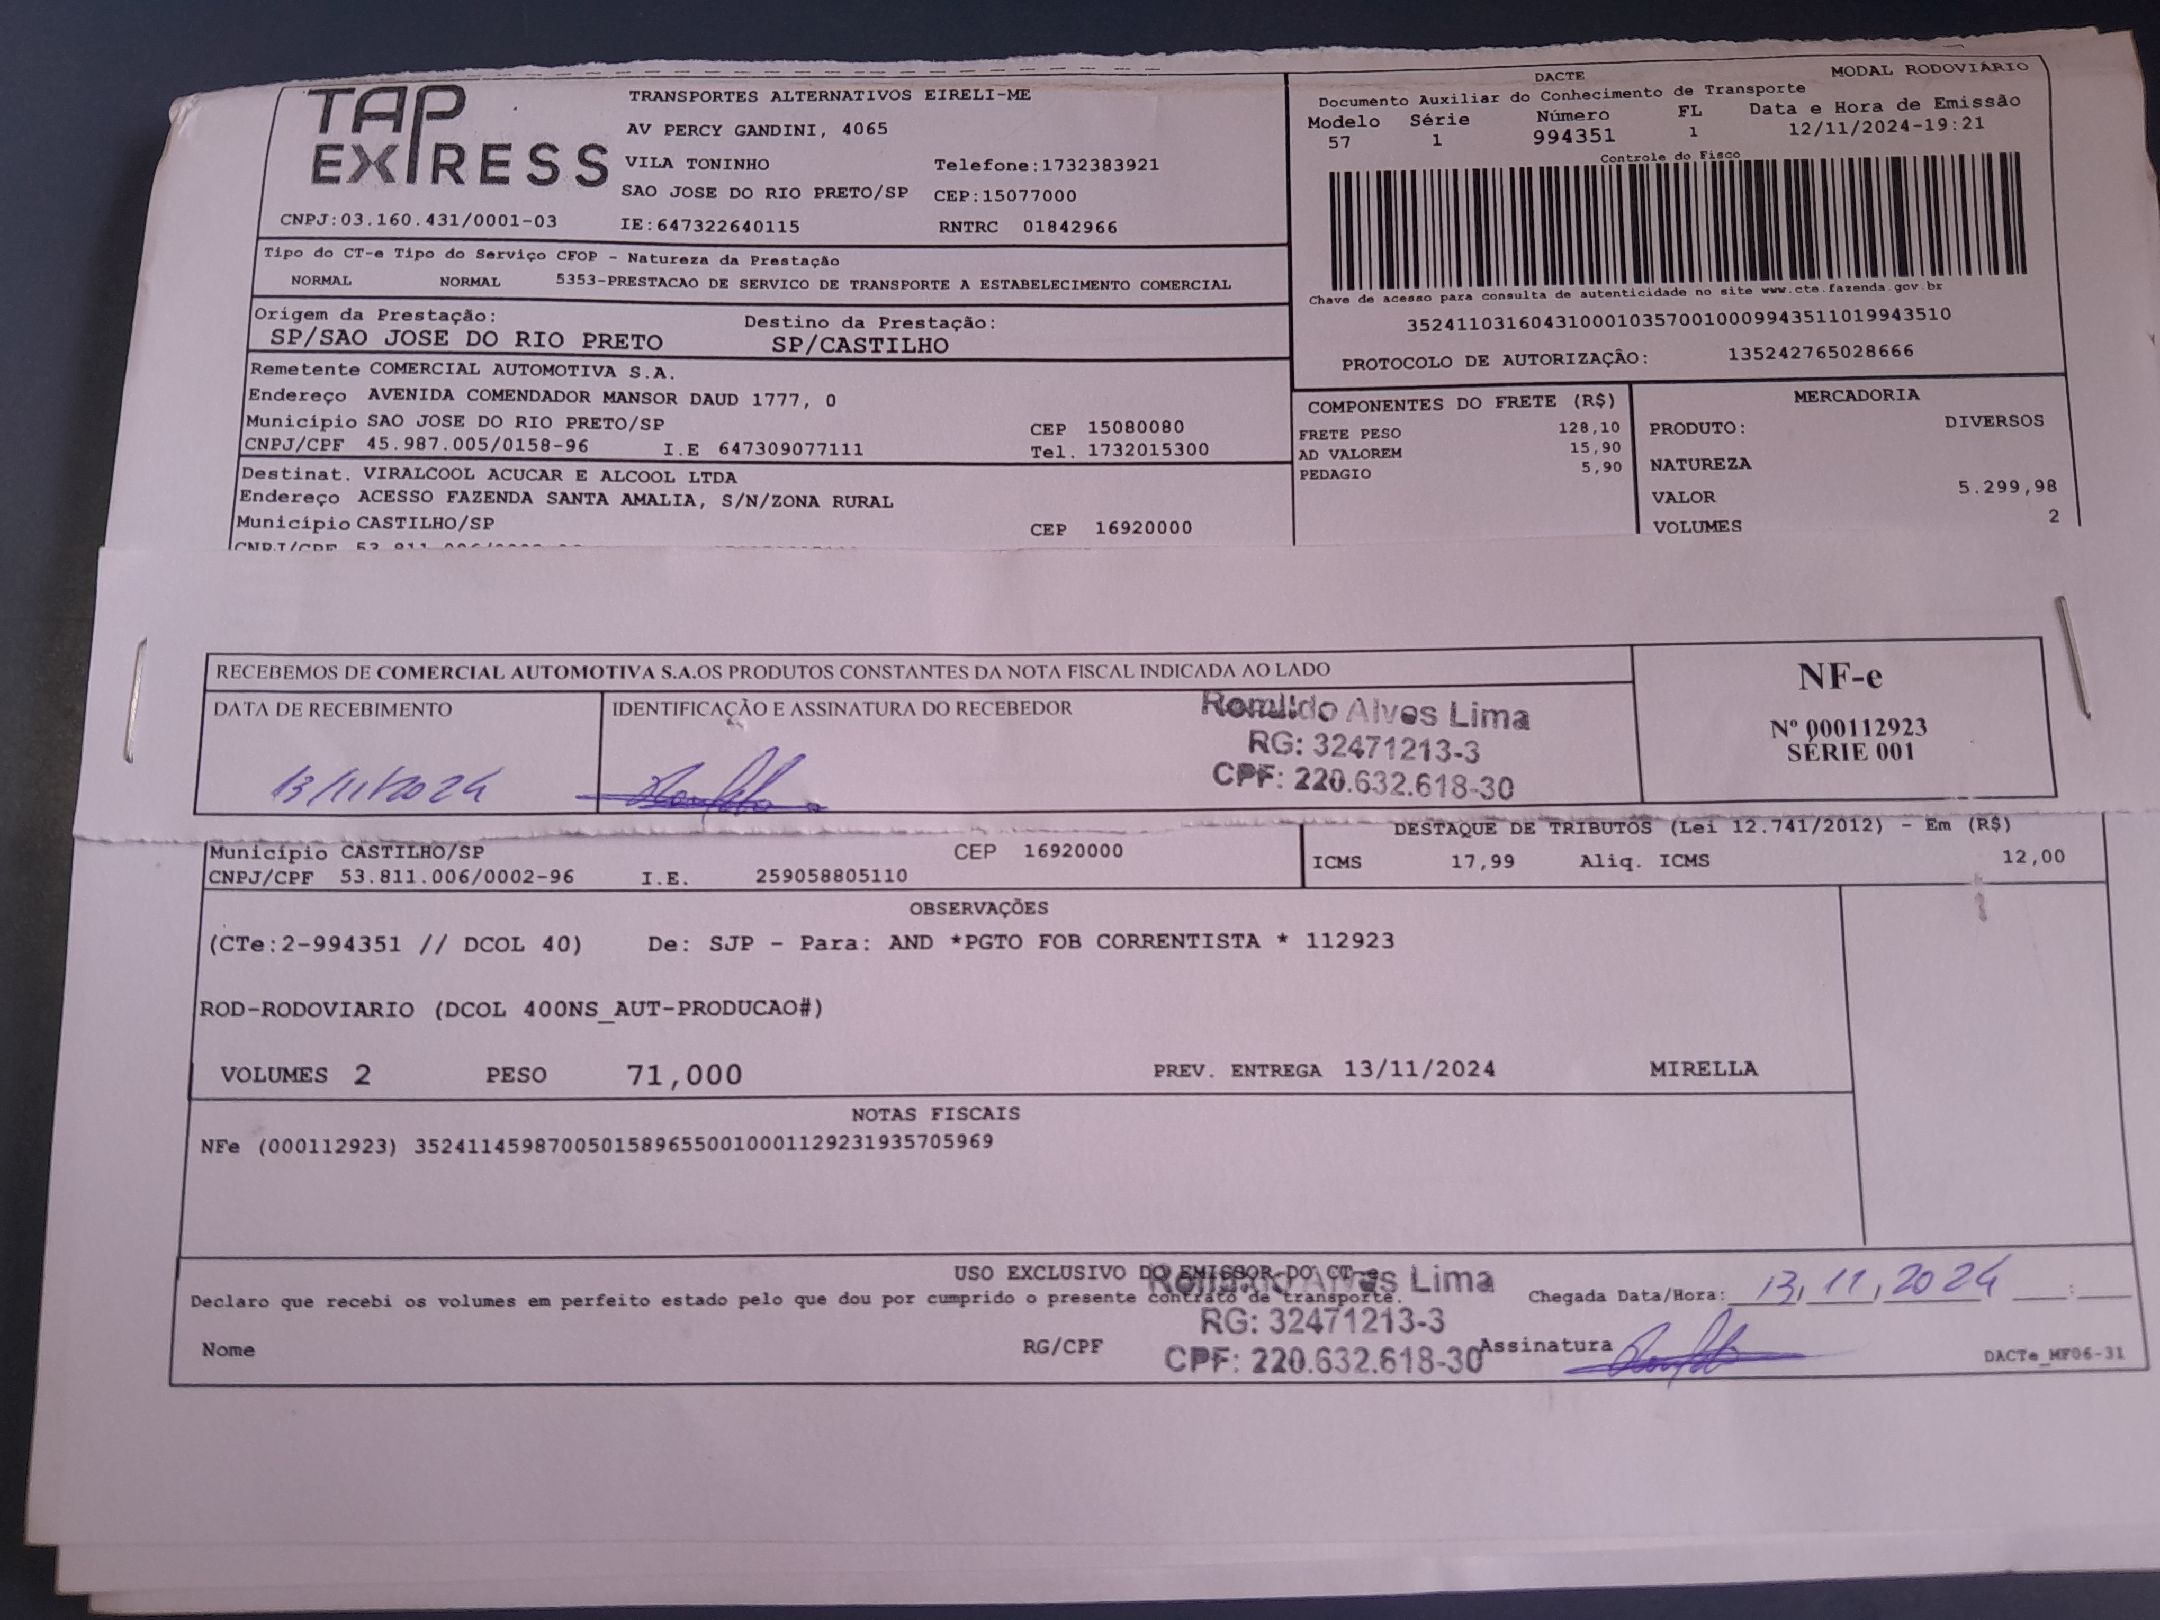 TAP EXPRESS
TRANSPORTES ALTERNATIVOS EIRELI-ME
AV PERCY GANDINI, 4065
VILA TONINHO Telefone:1732383921
SAO JOSE DO RIO PRETO/SP CEP:15077000
CNPJ:03.160.431/0001-03 IE:647322640115 RNTRC 01842966
DACTE MODAL RODOVIÁRIO
Documento Auxiliar do Conhecimento de Transporte
Modelo Série Número FL Data e Hora de Emissão
57 1 994351 1 12/11/2024-19:21
Controle do Fisco
Chave de acesso para consulta de autenticidade no site www.cte.fazenda.gov.br
35241103160431000103570010009943511019943510
PROTOCOLO DE AUTORIZAÇÃO: 135242765028666
Tipo do CT-e Tipo do Serviço CFOP - Natureza da Prestação
NORMAL NORMAL 5353-PRESTACAO DE SERVICO DE TRANSPORTE A ESTABELECIMENTO COMERCIAL
Origem da Prestação: Destino da Prestação:
SP/SAO JOSE DO RIO PRETO SP/CASTILHO
Remetente COMERCIAL AUTOMOTIVA S.A.
Endereço AVENIDA COMENDADOR MANSOR DAUD 1777, 0
Município SAO JOSE DO RIO PRETO/SP CEP 15080080
CNPJ/CPF 45.987.005/0158-96 I.E 647309077111 Tel. 1732015300
Destinat. VIRALCOOL ACUCAR E ALCOOL LTDA
Endereço ACESSO FAZENDA SANTA AMALIA, S/N/ZONA RURAL
Município CASTILHO/SP CEP 16920000
CNPJ/CPF
COMPONENTES DO FRETE (R$)
FRETE PESO 128,10
AD VALOREM 15,90
PEDAGIO 5,90
MERCADORIA
PRODUTO: DIVERSOS
NATUREZA
VALOR 5.299,98
VOLUMES 2
RECEBEMOS DE COMERCIAL AUTOMOTIVA S.A.OS PRODUTOS CONSTANTES DA NOTA FISCAL INDICADA AO LADO
DATA DE RECEBIMENTO IDENTIFICAÇÃO E ASSINATURA DO RECEBEDOR
13/11/2024
Romildo Alves Lima
RG: 32471213-3
CPF: 220.632.618-30
NF-e
Nº 000112923
SÉRIE 001
Município CASTILHO/SP CEP 16920000
CNPJ/CPF 53.811.006/0002-96 I.E. 259058805110
DESTAQUE DE TRIBUTOS (Lei 12.741/2012) - Em (R$)
ICMS 17,99 Aliq. ICMS 12,00
OBSERVAÇÕES
(CTe:2-994351 // DCOL 40) De: SJP - Para: AND *PGTO FOB CORRENTISTA * 112923
ROD-RODOVIARIO (DCOL 400NS_AUT-PRODUCAO#)
VOLUMES 2 PESO 71,000 PREV. ENTREGA 13/11/2024 MIRELLA
NOTAS FISCAIS
NFe (000112923) 35241145987005015896550010001129231935705969
USO EXCLUSIVO DO EMISSOR DO CT-e
Declaro que recebi os volumes em perfeito estado pelo que dou por cumprido o presente contrato de transporte.
Chegada Data/Hora: 13,11,2024 :
Nome RG/CPF Assinatura
Romildo Alves Lima
RG: 32471213-3
CPF: 220.632.618-30
DACTe_MF06-31